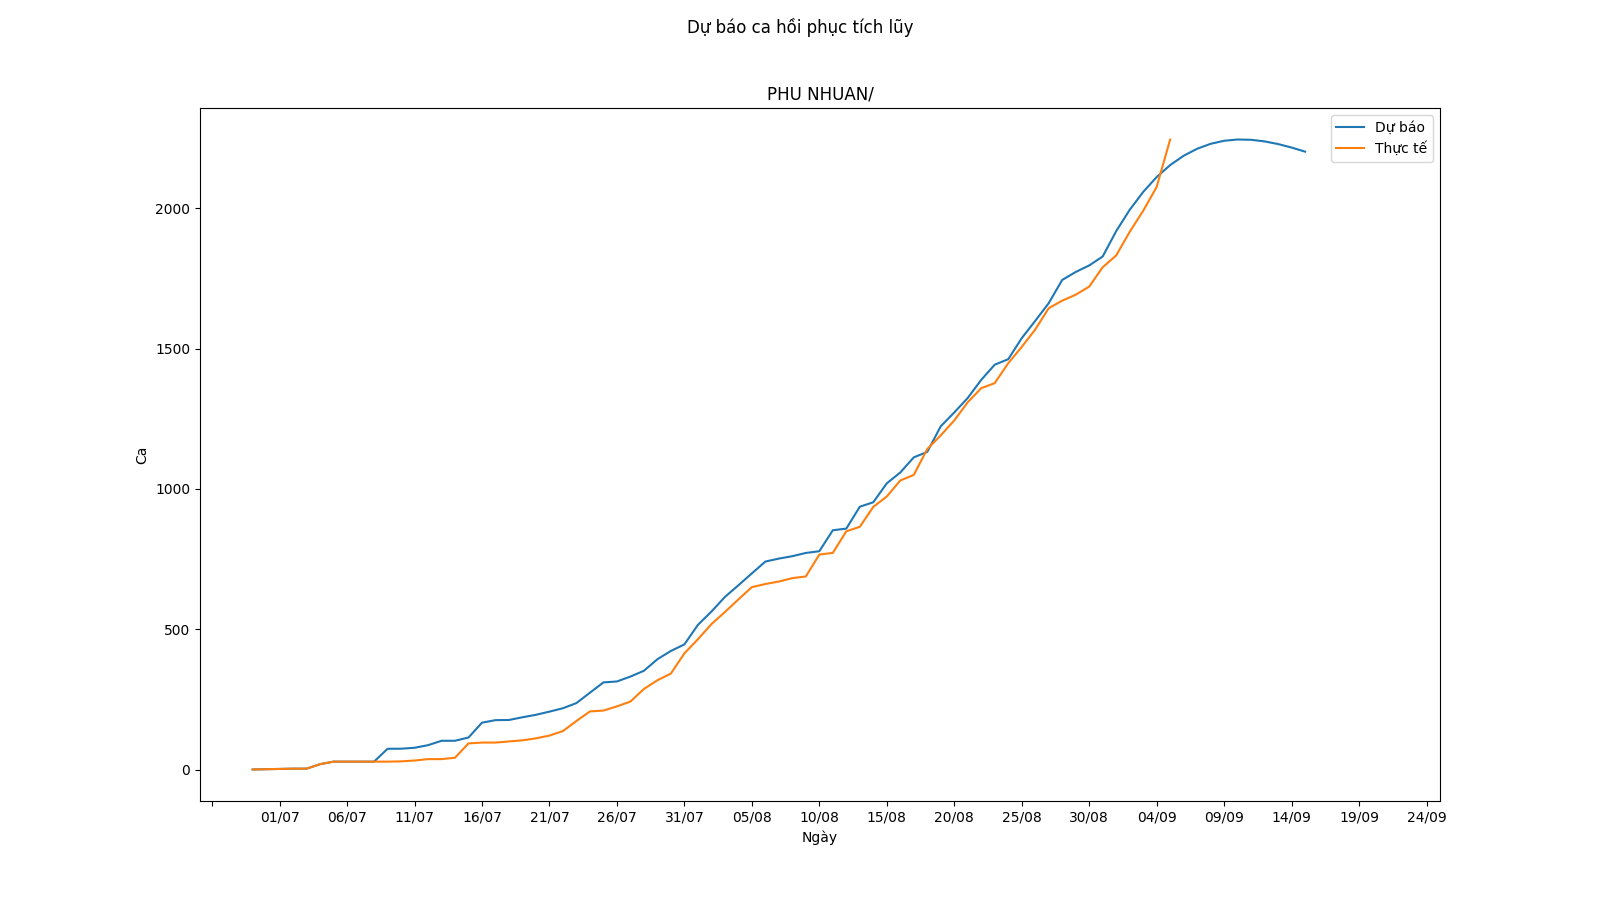 Dự báo ca hồi phục tích lũy
PHU NHUAN/
Dự báo
Thực tế
2000
1500
1000
500
0
Ca
01/07 06/07 11/07 16/07 21/07 26/07 31/07 05/08 10/08 15/08 20/08 25/08 30/08 04/09 09/09 14/09 19/09 24/09
Ngày